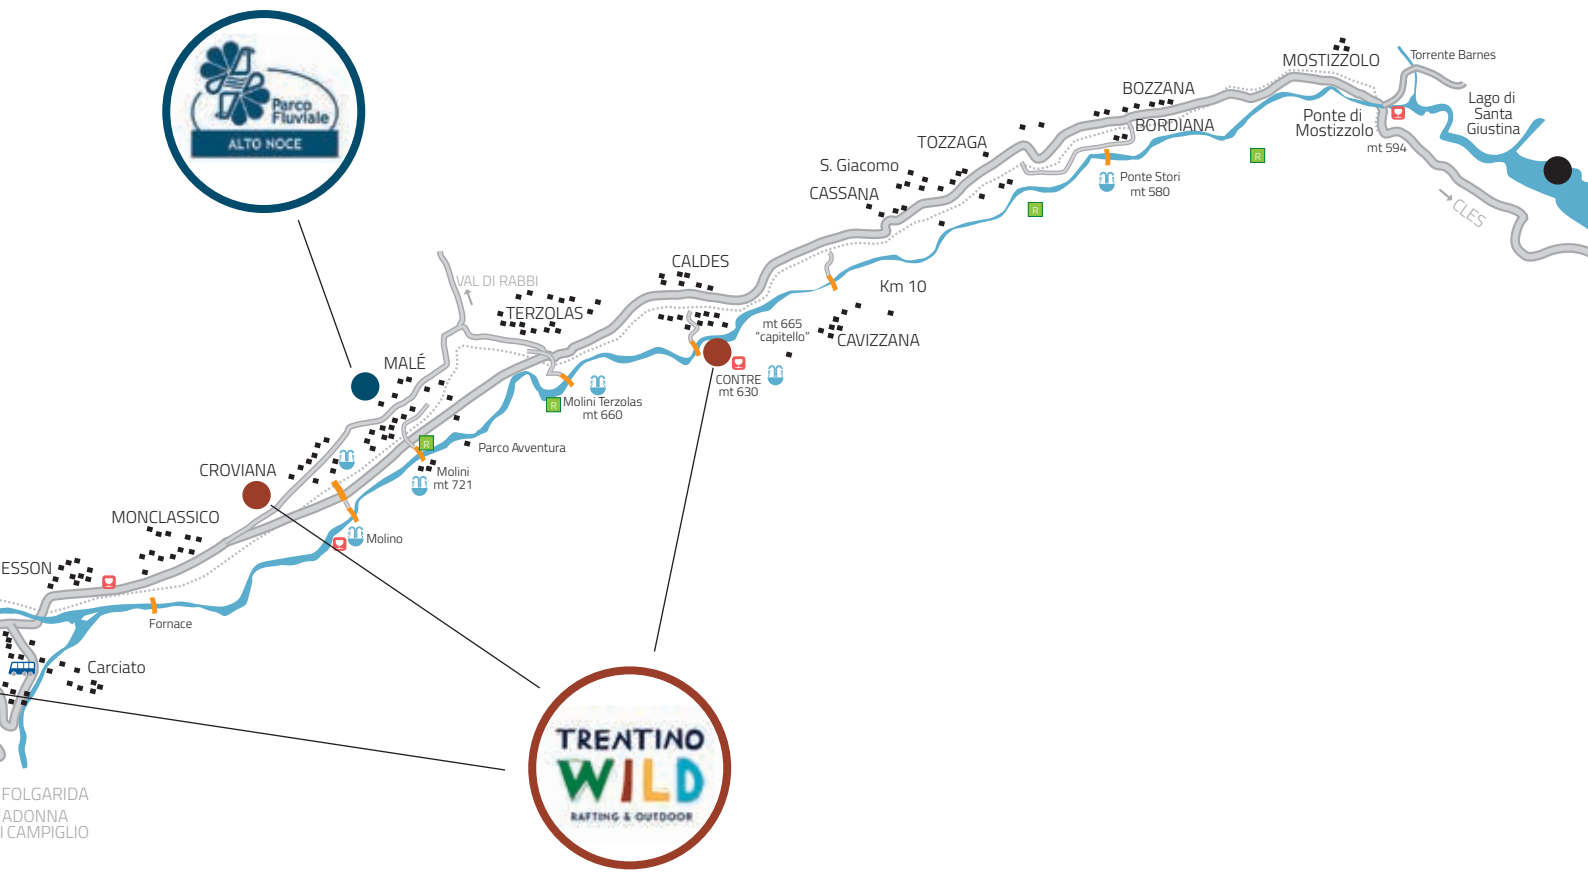 Parco
Fluviale
ALTO NOCE
MOSTIZZOLO
Torrente Barnes
BOZZANA
Lago di
Santa
Giustina
BORDIANA
Ponte di
Mostizzolo
mt 594
TOZZAGA
S. Giacomo
CASSANA
Ponte Stori
mt 580
R
R
CLES
CALDES
VAL DI RABBI
Km 10
TERZOLAS
mt 665
"capitello"
CAVIZZANA
MALÉ
CONTRE
mt 630
R
Molini Terzolas
mt 660
R
Parco Avventura
CROVIANA
Molini
mt 721
MONCLASSICO
Molino
ESSON
Fornace
Carciato
TRENTINO
WILD
RAFTING & OUTDOOR
FOLGARIDA
ADONNA
I CAMPIGLIO